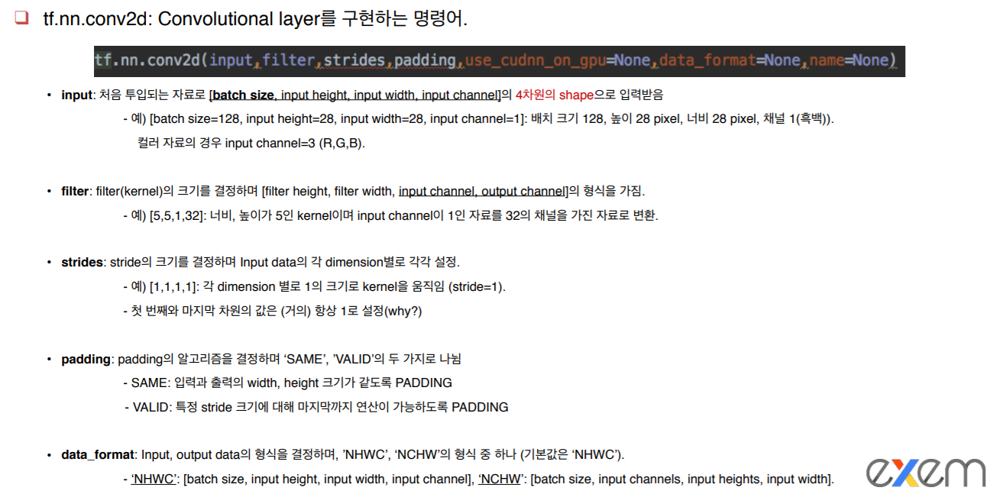 tf.nn.conv2d: Convolutional layer를 구현하는 명령어.
tf.nn.conv2d(input,filter,strides,padding,use_cudnn_on_gpu=None,data_format=None,name=None)
• input: 처음 투입되는 자료로 [batch size, input height, input width, input channel]의 4차원의 shape으로 입력받음
- 예) [batch size=128, input height=28, input width=28, input channel=1]: 배치 크기 128, 높이 28 pixel, 너비 28 pixel, 채널 1(흑백)).
컬러 자료의 경우 input channel=3 (R,G,B).
• filter: filter(kernel)의 크기를 결정하며 [filter height, filter width, input channel, output channel]의 형식을 가짐.
- 예) [5,5,1,32]: 너비, 높이가 5인 kernel이며 input channel이 1인 자료를 32의 채널을 가진 자료로 변환.
• strides: stride의 크기를 결정하며 Input data의 각 dimension별로 각각 설정.
- 예) [1,1,1,1]: 각 dimension 별로 1의 크기로 kernel을 움직임 (stride=1).
- 첫 번째와 마지막 차원의 값은 (거의) 항상 1로 설정(why?)
• padding: padding의 알고리즘을 결정하며 ‘SAME’, ’VALID’의 두 가지로 나뉨
- SAME: 입력과 출력의 width, height 크기가 같도록 PADDING
- VALID: 특정 stride 크기에 대해 마지막까지 연산이 가능하도록 PADDING
• data_format: Input, output data의 형식을 결정하며, ’NHWC’, ‘NCHW’의 형식 중 하나 (기본값은 ‘NHWC’).
- ‘NHWC’: [batch size, input height, input width, input channel], ‘NCHW’: [batch size, input channels, input heights, input width].
exem